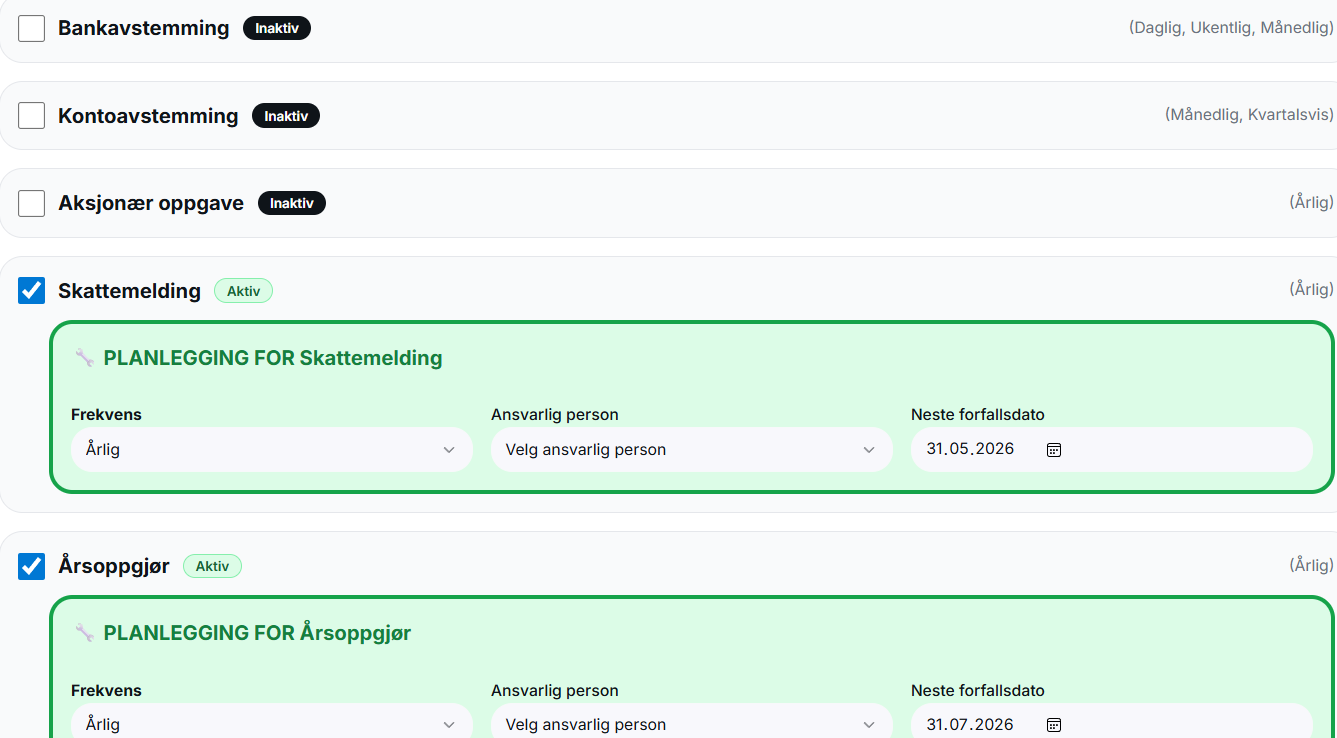 Bankavstemming Inaktiv (Daglig, Ukentlig, Månedlig)
Kontoavstemming Inaktiv (Månedlig, Kvartalsvis)
Aksjonær oppgave Inaktiv (Årlig)
Skattemelding Aktiv (Årlig)
PLANLEGGING FOR Skattemelding
Frekvens Ansvarlig person Neste forfallsdato
Årlig Velg ansvarlig person 31.05.2026
Årsoppgjør Aktiv (Årlig)
PLANLEGGING FOR Årsoppgjør
Frekvens Ansvarlig person Neste forfallsdato
Årlig Velg ansvarlig person 31.07.2026